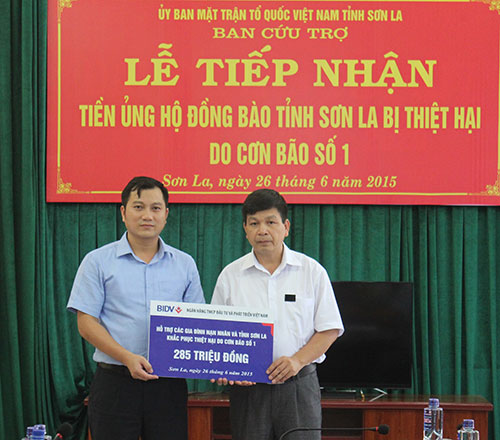 ỦY BAN MẶT TRẬN TỔ QUỐC VIỆT NAM TỈNH SƠN LA
BAN CỨU TRỢ
LỄ TIẾP NHẬN
TIỀN ỦNG HỘ ĐỒNG BÀO TỈNH SƠN LA BỊ THIỆT HẠI
DO CƠN BÃO SỐ 1
Sơn La, ngày 26 tháng 6 năm 2015
BIDV NGÂN HÀNG TMCP ĐẦU TƯ VÀ PHÁT TRIỂN VIỆT NAM
HỖ TRỢ CÁC GIA ĐÌNH NẠN NHÂN VÀ TỈNH SƠN LA
KHẮC PHỤC THIỆT HẠI DO CƠN BÃO SỐ 1
285 TRIỆU ĐỒNG
Sơn La, ngày 26 tháng 6 năm 2015